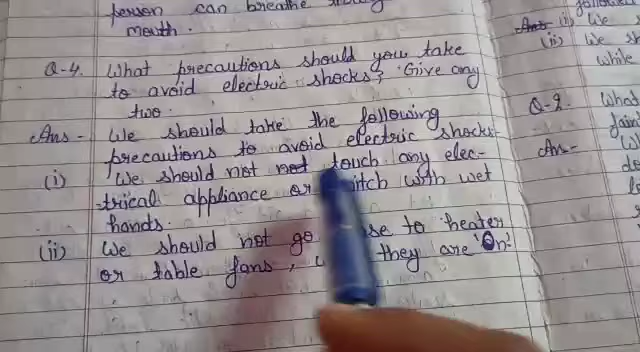 person can breathe
mouth.
Q-4. What precautions should you take
to avoid electric shocks? Give any
two.
Ans- We should take the following
precautions to avoid electric shocks
(i) We should not not touch any elec-
-trical appliance or with wet
hands.
(ii) We should not go to heater
or table fans, they are 'On'
Ans (i) We
(ii) We
while
Q-9. What
Ans-